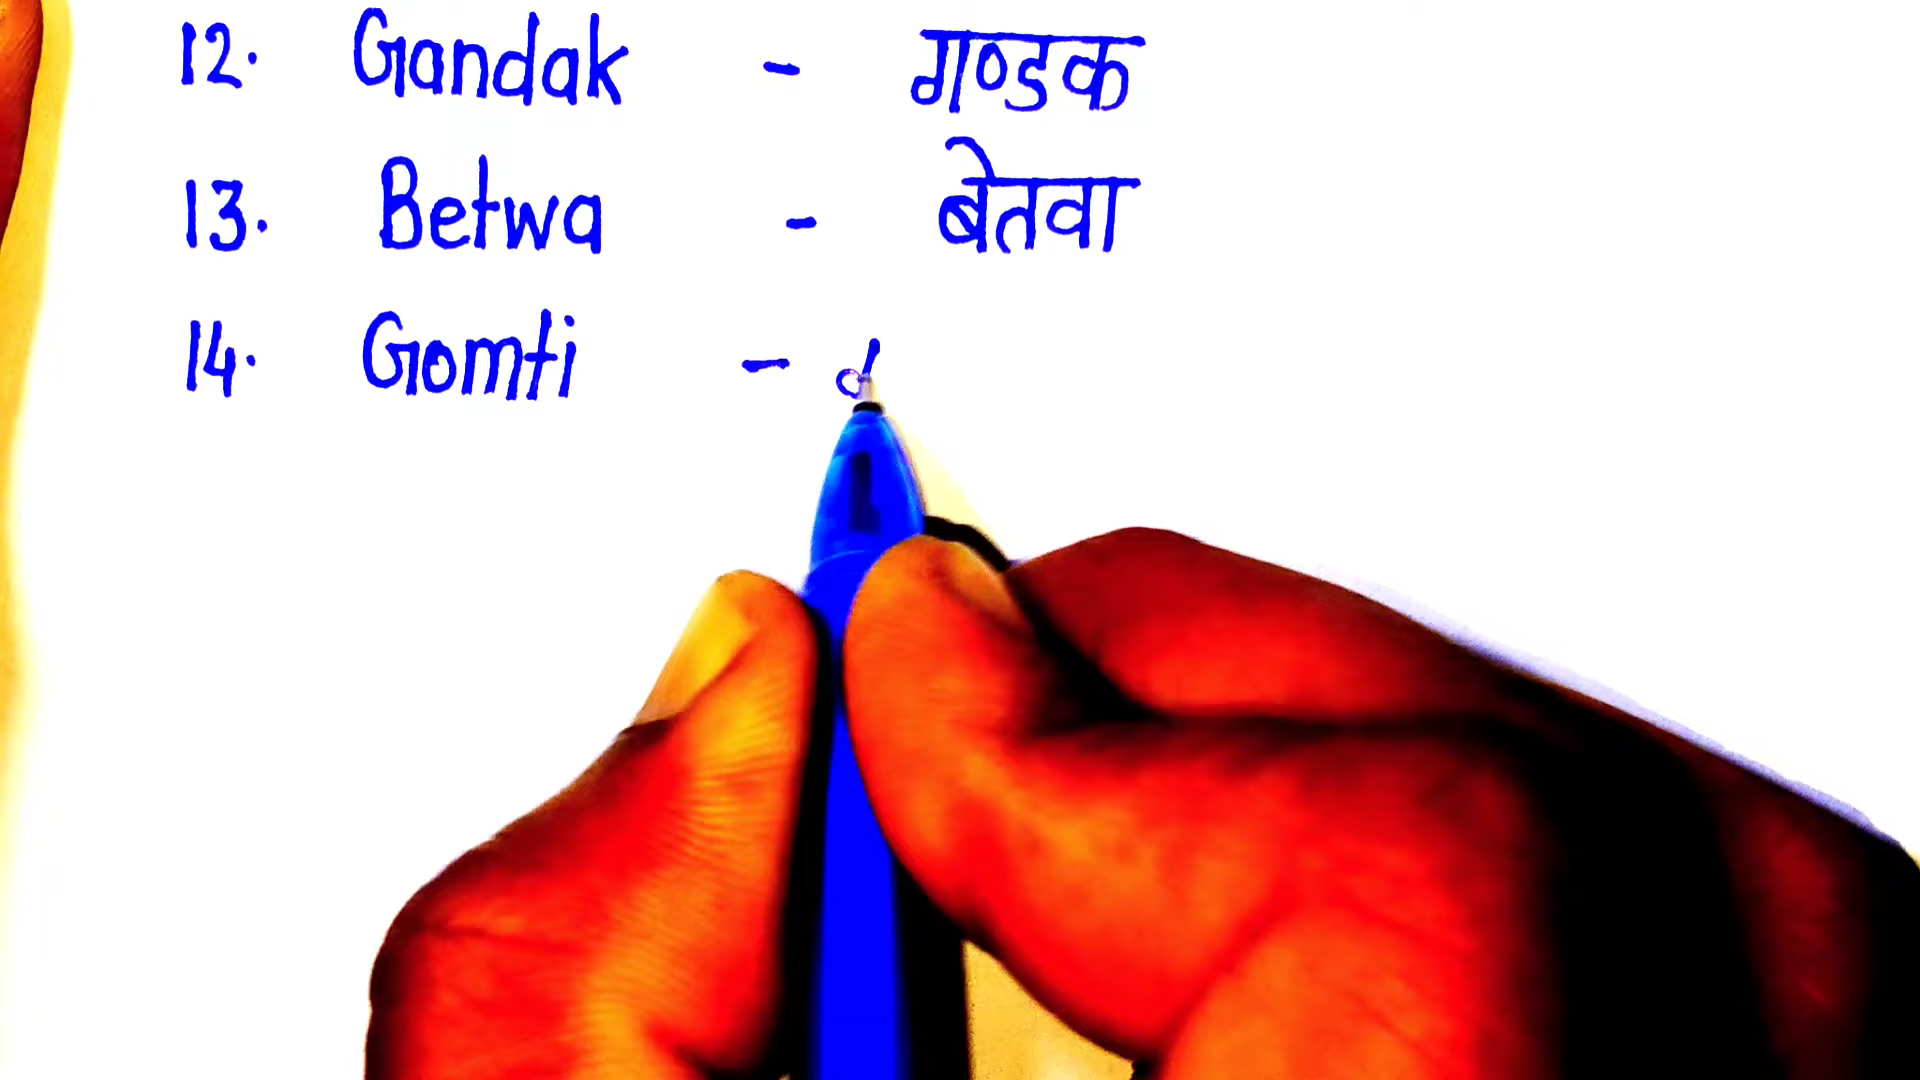 12. Gandak - गण्डक
13. Betwa - बेतवा
14. Gomti -